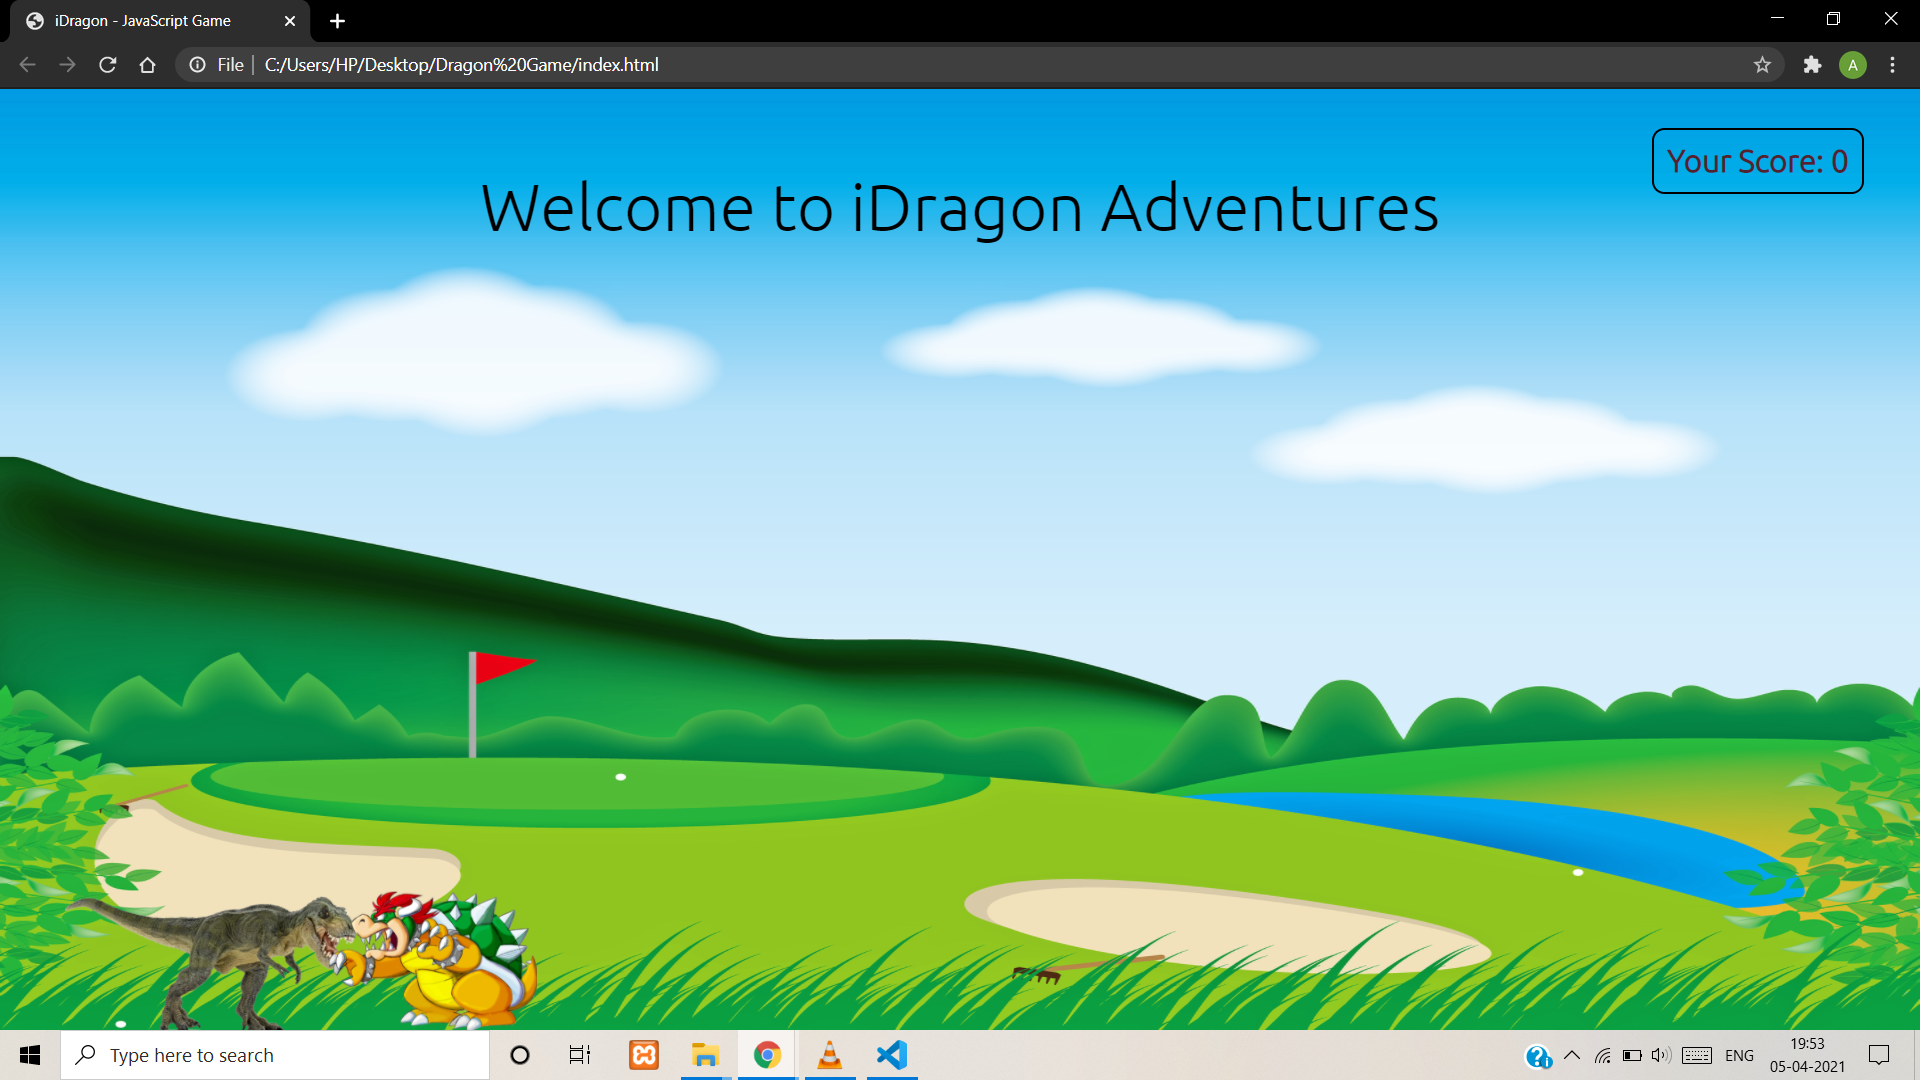 iDragon - JavaScript Game
File
C:/Users/HP/Desktop/Dragon%20Game/index.html
A
Your Score: 0
Welcome to iDragon Adventures
Type here to search
ENG
19:53
05-04-2021